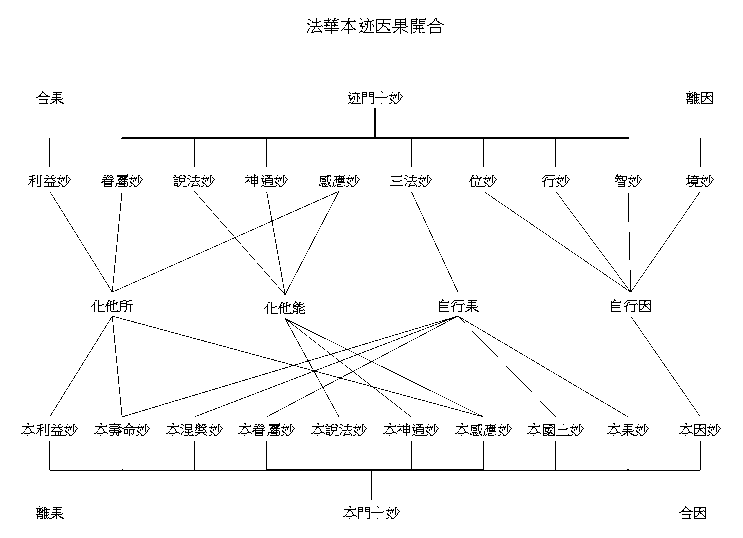 法華本迹因果開合
合果 迹門十妙 離因
利益妙 眷屬妙 說法妙 神通妙 感應妙 三法妙 位妙 行妙 智妙 境妙
化他所 化他能 自行果 自行因
本利益妙 本壽命妙 本涅槃妙 本眷屬妙 本說法妙 本神通妙 本感應妙 本國土妙 本果妙 本因妙
離果 本門十妙 合因